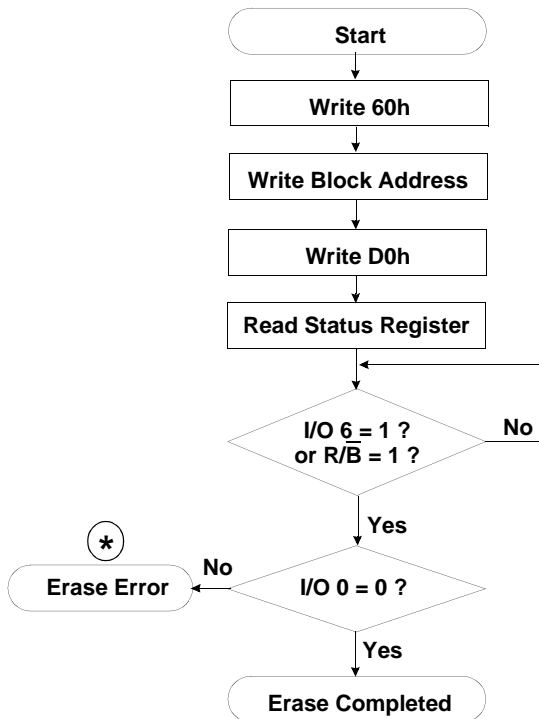 Start
Write 60h
Write Block Address
Write D0h
Read Status Register
I/O 6 = 1 ?
or R/B̅ = 1 ?
No
Yes
*
No
Erase Error
I/O 0 = 0 ?
Yes
Erase Completed